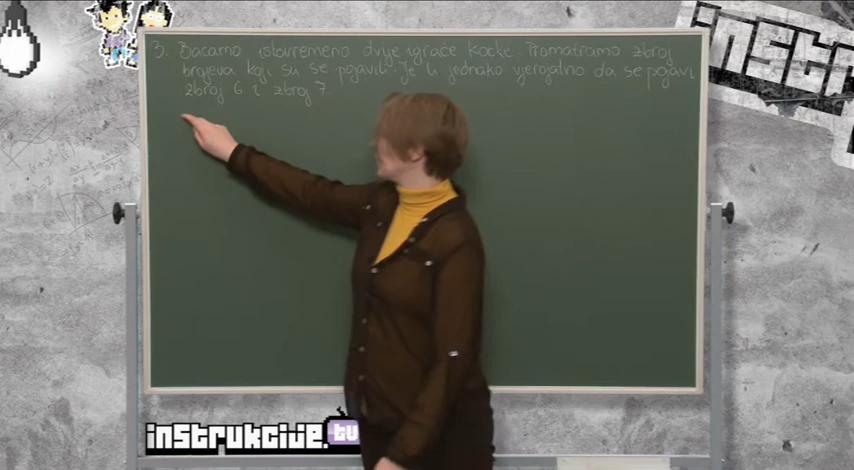 3. Bacamo istovremeno dvije igraće kocke. Promatramo zbroj
brojeva koji su se pojavili. Je li jednako vjerojatno da se pojavi
zbroj 6 i zbroj 7.
instrukcije.tv